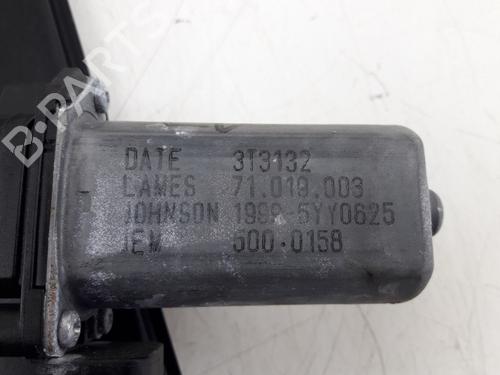 B-PARTS
DATE 3T3132
LAMES 71.019.003
JOHNSON 1999-5YY0625
IEM 500.0158